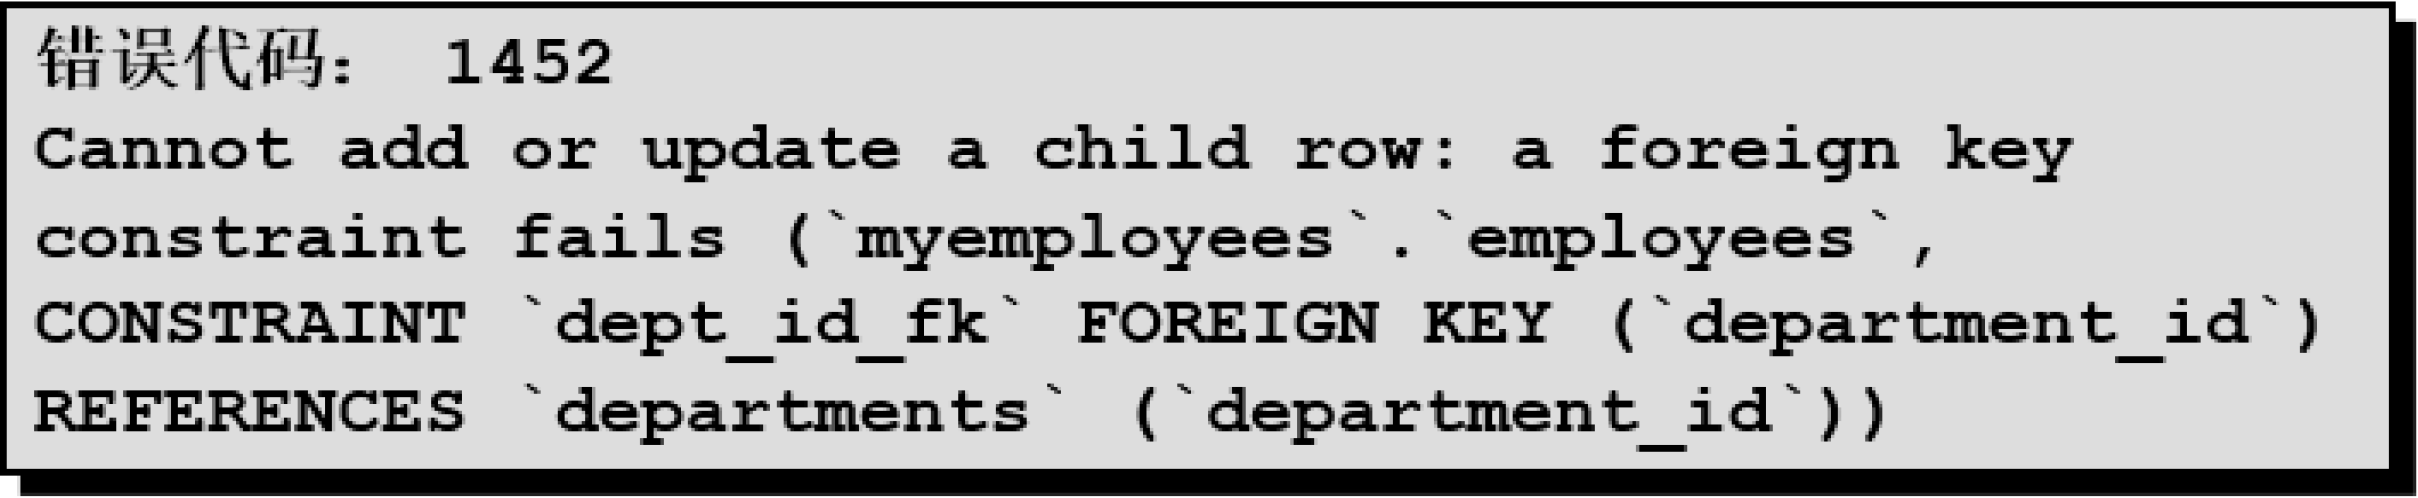 错误代码： 1452
Cannot add or update a child row: a foreign key
constraint fails (`myemployees`.`employees`,
CONSTRAINT `dept_id_fk` FOREIGN KEY (`department_id`)
REFERENCES `departments` (`department_id`))